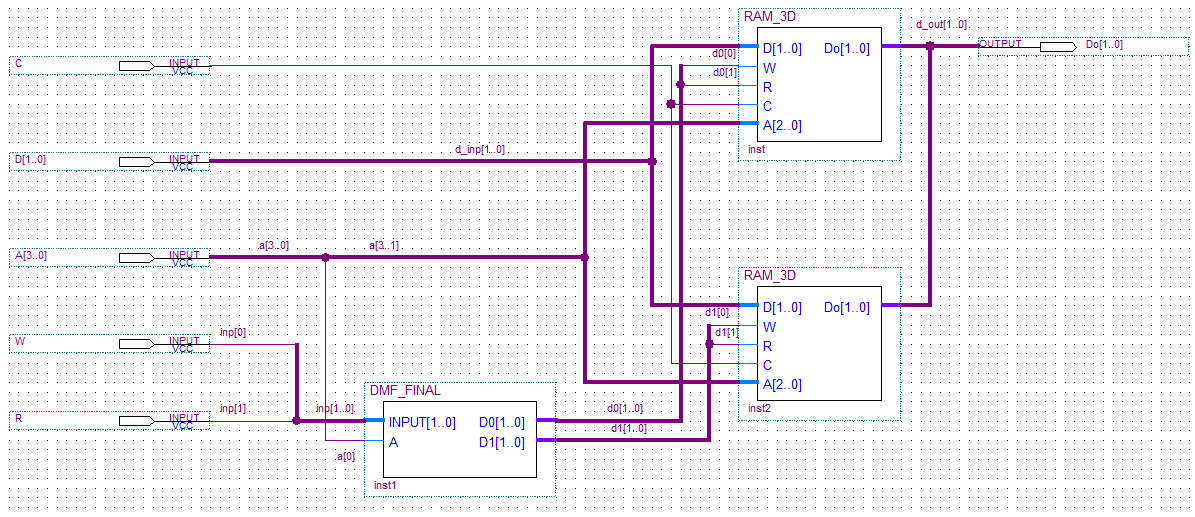 RAM_3D
d_out[1..0]
D[1..0] Do[1..0]
OUTPUT Do[1..0]
d0[0]
W
d0[1]
R
C
A[2..0]
inst
C INPUT
VCC
D[1..0] INPUT
VCC
d_inp[1..0]
A[3..0] INPUT
VCC
a[3..0] a[3..1]
RAM_3D
D[1..0] Do[1..0]
d1[0]
W
d1[1]
R
C
A[2..0]
inst2
W INPUT
VCC
inp[0]
R INPUT
VCC
inp[1] inp[1..0]
DMF_FINAL
INPUT[1..0] D0[1..0]
A D1[1..0]
inst1
a[0]
d0[1..0]
d1[1..0]